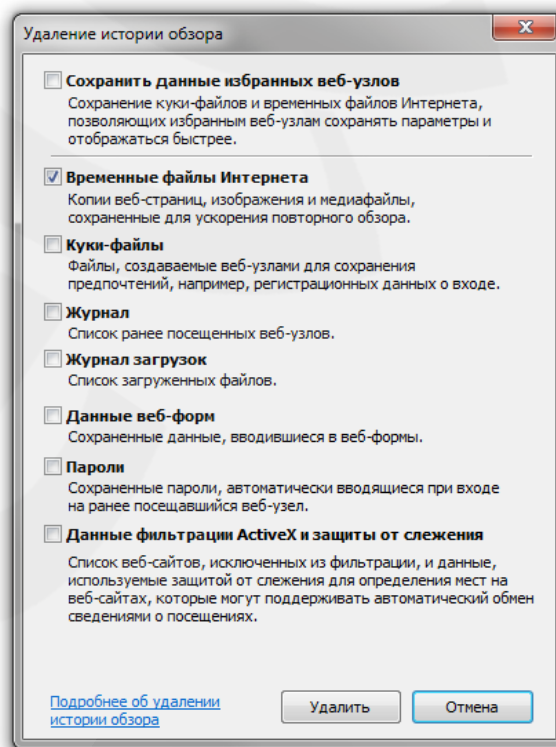 Удаление истории обзора
Сохранить данные избранных веб-узлов
Сохранение куки-файлов и временных файлов Интернета,
позволяющих избранным веб-узлам сохранять параметры и
отображаться быстрее.
Временные файлы Интернета
Копии веб-страниц, изображения и медиафайлы,
сохраненные для ускорения повторного обзора.
Куки-файлы
Файлы, создаваемые веб-узлами для сохранения
предпочтений, например, регистрационных данных о входе.
Журнал
Список ранее посещенных веб-узлов.
Журнал загрузок
Список загруженных файлов.
Данные веб-форм
Сохраненные данные, вводившиеся в веб-формы.
Пароли
Сохраненные пароли, автоматически вводящиеся при входе
на ранее посещавшийся веб-узел.
Данные фильтрации ActiveX и защиты от слежения
Список веб-сайтов, исключенных из фильтрации, и данные,
используемые защитой от слежения для определения мест на
веб-сайтах, которые могут поддерживать автоматический обмен
сведениями о посещениях.
Подробнее об удалении
истории обзора
Удалить
Отмена